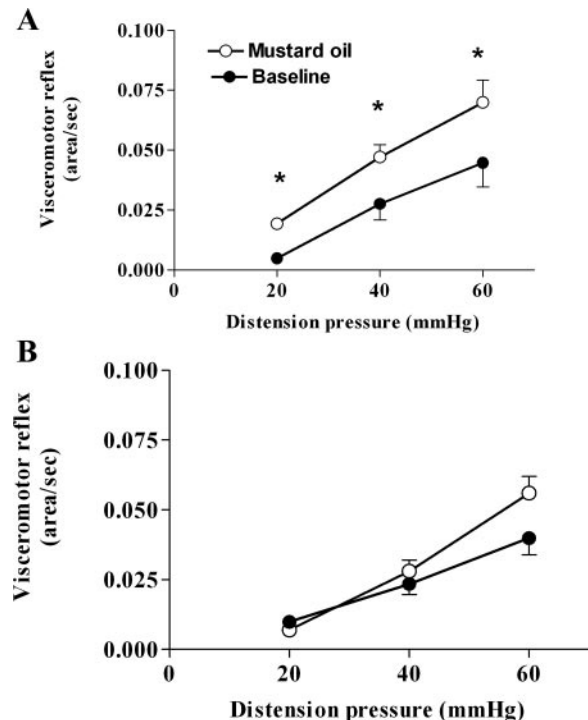 A
Visceromotor reflex
(area/sec)
0.100
0.075
0.050
0.025
0.000
Mustard oil
Baseline
*
*
*
0
20
40
60
Distension pressure (mmHg)
B
Visceromotor reflex
(area/sec)
0.100
0.075
0.050
0.025
0.000
0
20
40
60
Distension pressure (mmHg)